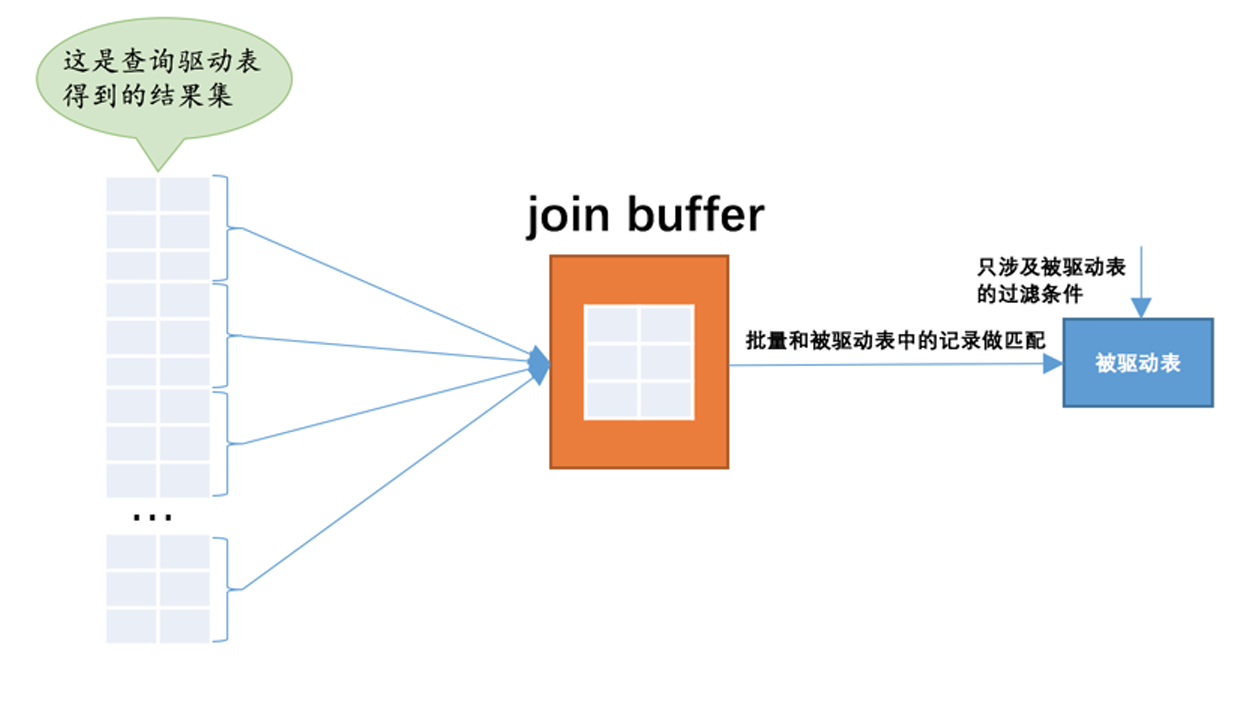 这是查询驱动表
得到的结果集
join buffer
只涉及被驱动表
的过滤条件
批量和被驱动表中的记录做匹配
被驱动表
...